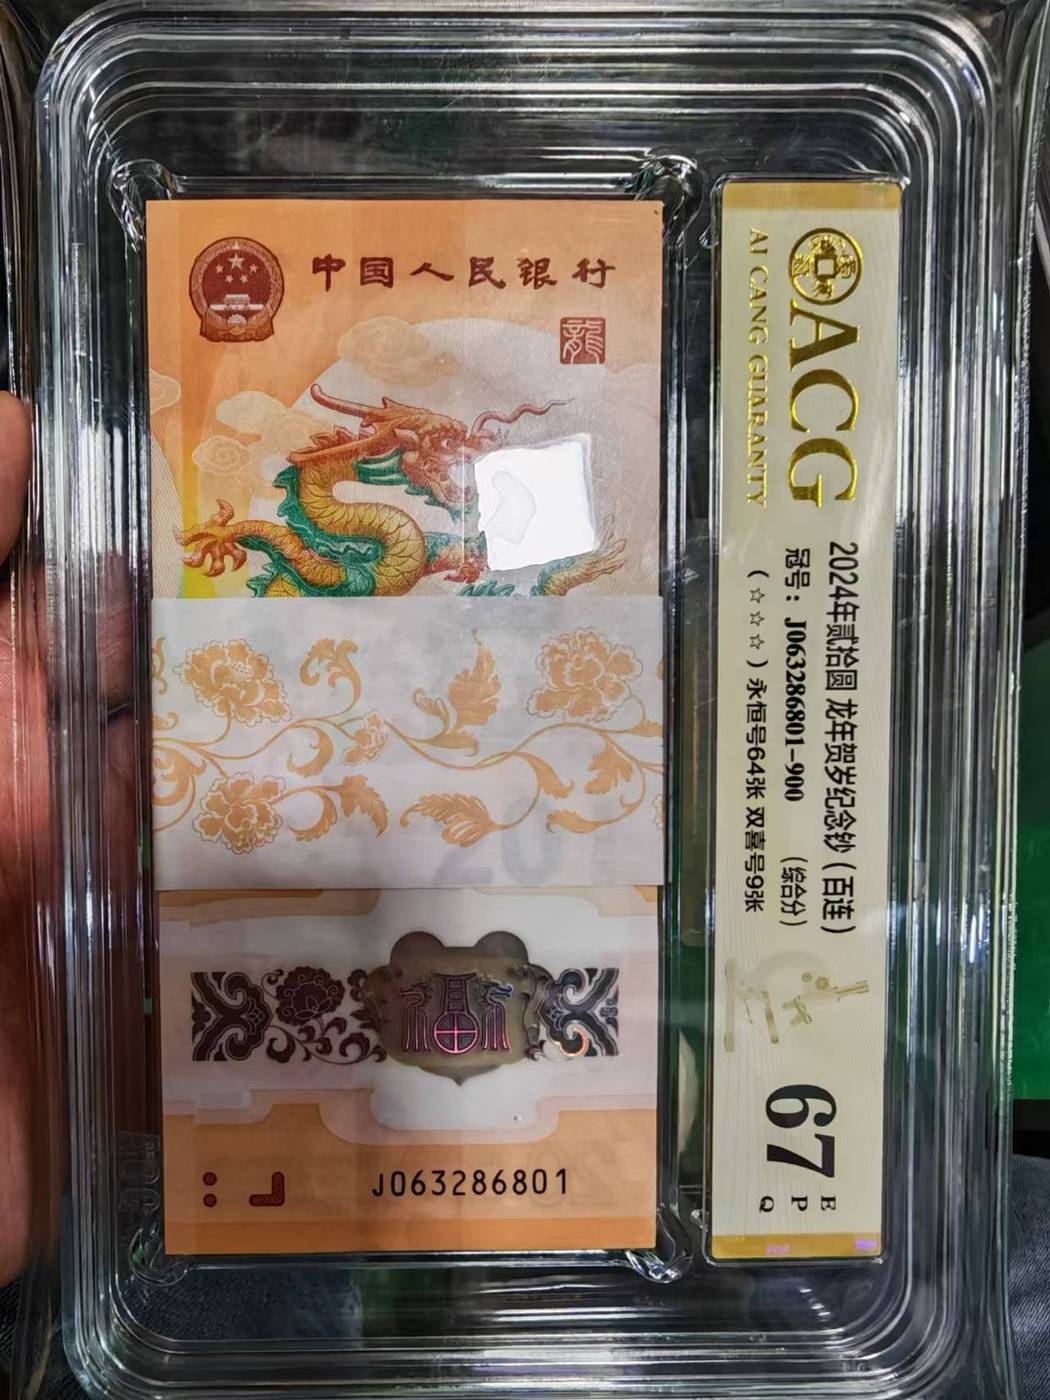 中国人民银行
龍
J063286801
ACG
AI CANG GUARANTY
2024年贰拾圆 龙年贺岁纪念钞（百连）
冠号：J063286801-900 （综合分）
（☆☆☆☆）永恒号64张 双喜号9张
67
E
P
Q